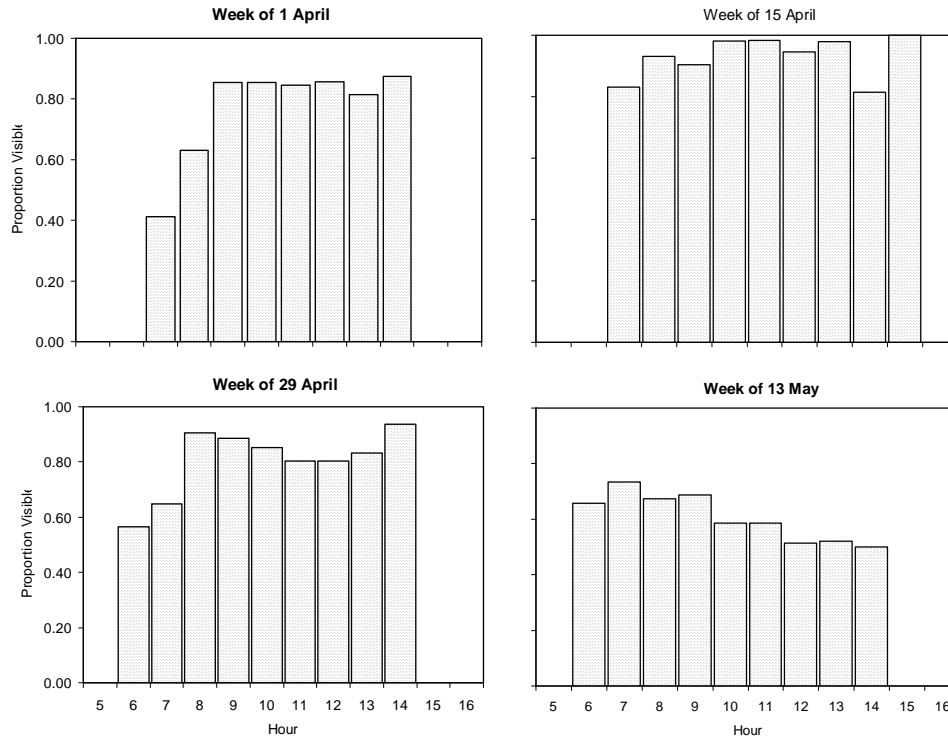 Week of 1 April
Week of 15 April
1.00
0.80
0.60
0.40
0.20
0.00
Proportion Visible
Week of 29 April
Week of 13 May
1.00
0.80
0.60
0.40
0.20
0.00
Proportion Visible
5 6 7 8 9 10 11 12 13 14 15 16
5 6 7 8 9 10 11 12 13 14 15 16
Hour
Hour